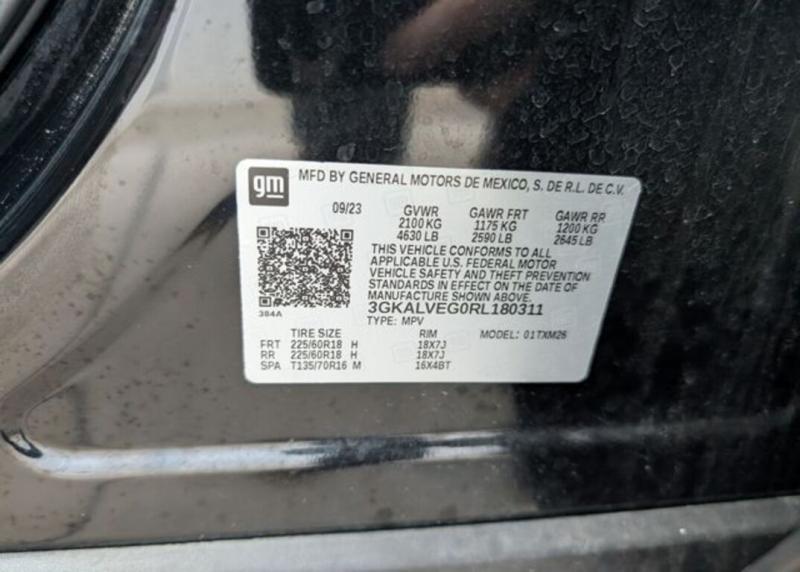 gm MFD BY GENERAL MOTORS DE MEXICO, S. DE R.L. DE C.V.
09/23 GVWR GAWR FRT GAWR RR
2100 KG 1175 KG 1200 KG
4630 LB 2590 LB 2645 LB
THIS VEHICLE CONFORMS TO ALL
APPLICABLE U.S. FEDERAL MOTOR
VEHICLE SAFETY AND THEFT PREVENTION
STANDARDS IN EFFECT ON THE DATE OF
MANUFACTURE SHOWN ABOVE.
384A 3GKALVEG0RL180311
TYPE: MPV
TIRE SIZE RIM MODEL: 01TXM26
FRT 225/60R18 H 18X7J
RR 225/60R18 H 18X7J
SPA T135/70R16 M 16X4BT